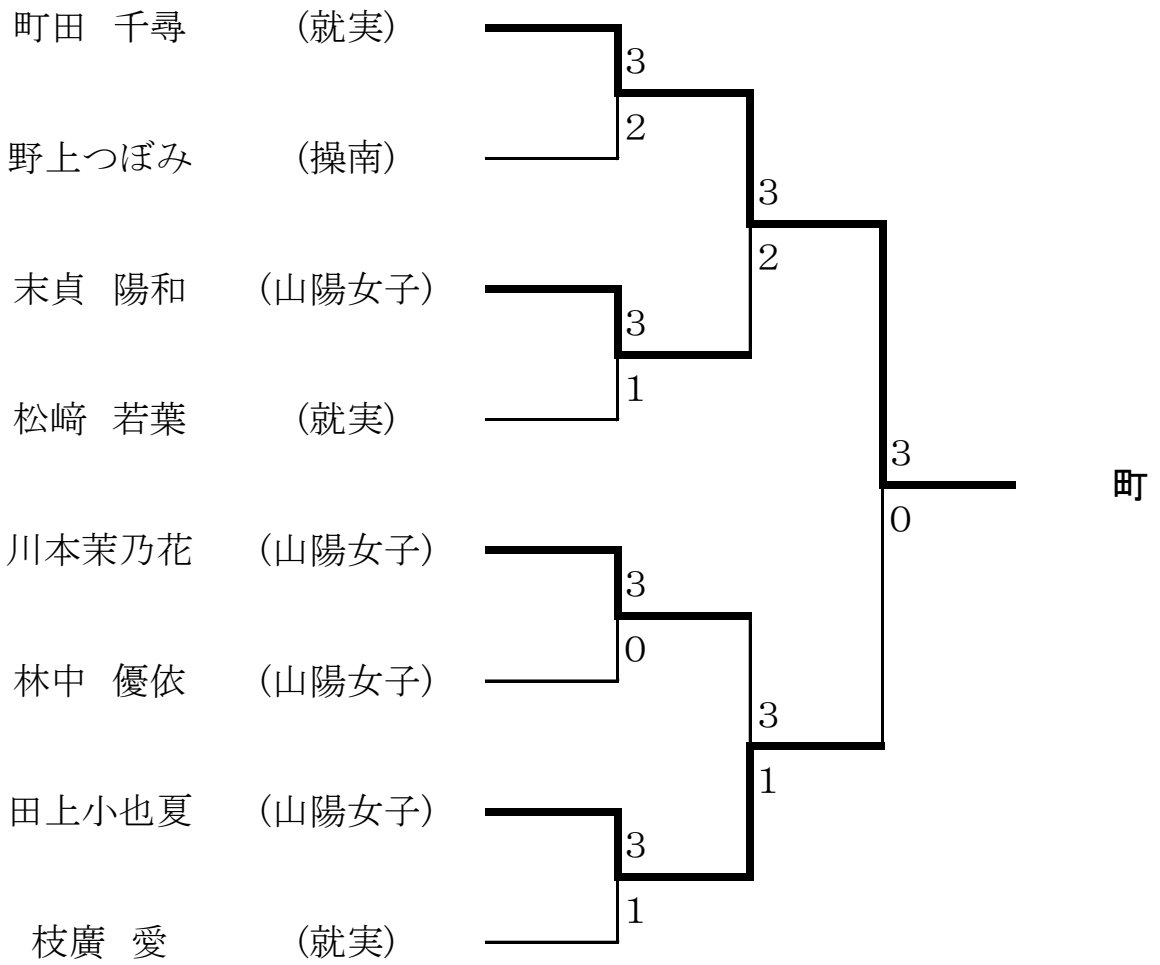 町田 千尋 (就実)
3
2
野上つぼみ (操南)
3
2
末貞 陽和 (山陽女子)
3
1
松﨑 若葉 (就実)
3
0
町
川本茉乃花 (山陽女子)
3
0
林中 優依 (山陽女子)
3
1
田上小也夏 (山陽女子)
3
1
枝廣 愛 (就実)